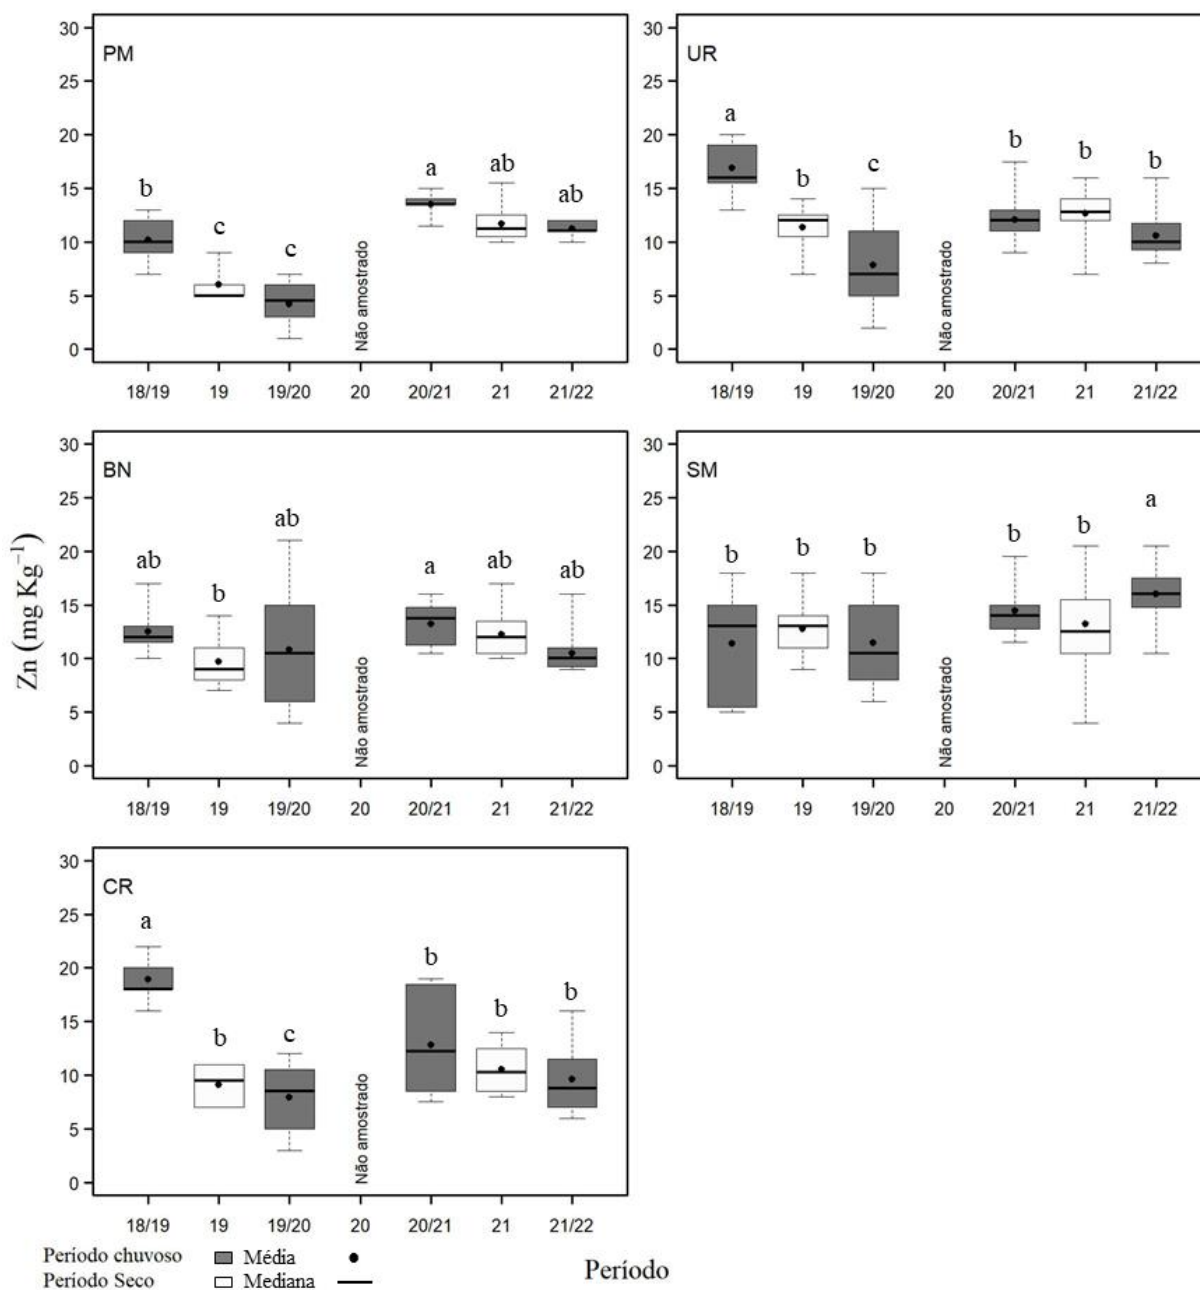 PM
30
25
20
15
10
5
0
b
c
c
a
ab
ab
Não amostrado
18/19 19 19/20 20 20/21 21 21/22
UR
30
25
20
15
10
5
0
a
b
c
b
b
b
Não amostrado
18/19 19 19/20 20 20/21 21 21/22
Zn (mg Kg⁻¹)
BN
30
25
20
15
10
5
0
ab
b
ab
a
ab
ab
Não amostrado
18/19 19 19/20 20 20/21 21 21/22
SM
30
25
20
15
10
5
0
b
b
b
b
b
a
Não amostrado
18/19 19 19/20 20 20/21 21 21/22
CR
30
25
20
15
10
5
0
a
b
c
b
b
b
Não amostrado
18/19 19 19/20 20 20/21 21 21/22
Período chuvoso Média
Período Seco Mediana
Período